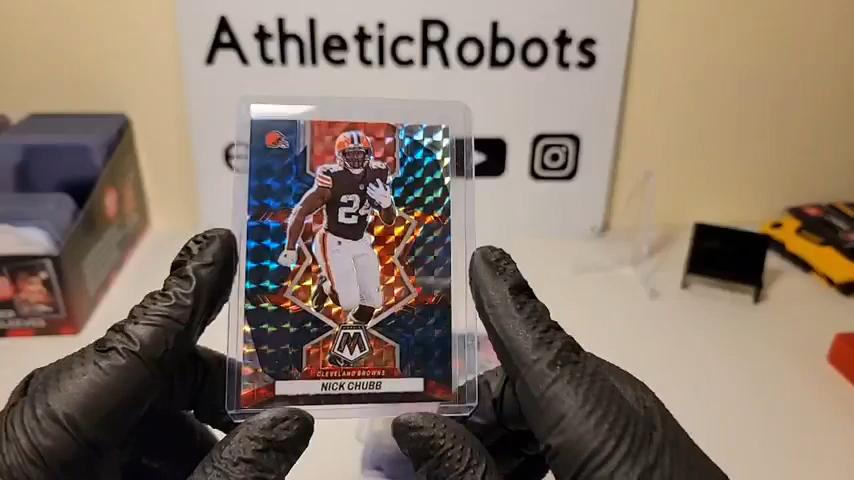 AthleticRobots
24
M
CLEVELAND BROWNS
NICK CHUBB